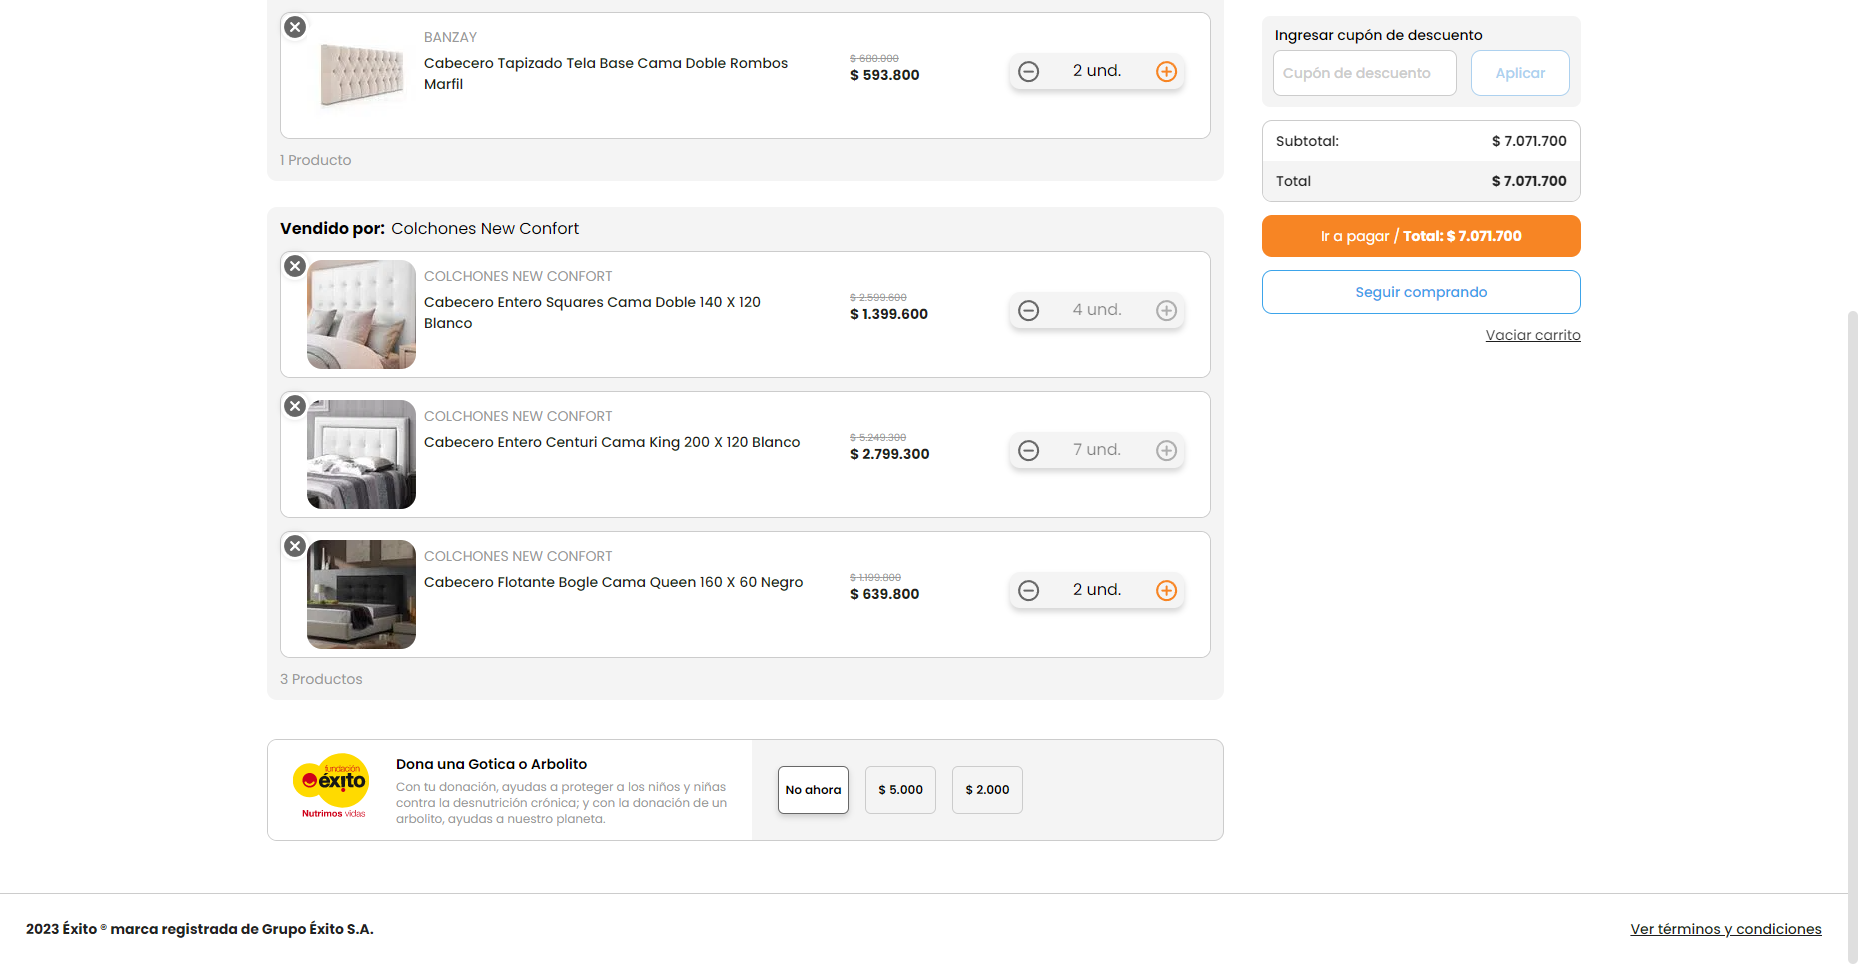 BANZAY
Cabecero Tapizado Tela Base Cama Doble Rombos
Marfil
$ 680.000
$ 593.800
2 und.
1 Producto
Vendido por: Colchones New Confort
COLCHONES NEW CONFORT
Cabecero Entero Squares Cama Doble 140 X 120
Blanco
$ 2.599.600
$ 1.399.600
4 und.
COLCHONES NEW CONFORT
Cabecero Entero Centuri Cama King 200 X 120 Blanco
$ 5.249.300
$ 2.799.300
7 und.
COLCHONES NEW CONFORT
Cabecero Flotante Bogle Cama Queen 160 X 60 Negro
$ 1.199.800
$ 639.800
2 und.
3 Productos
fundación
éxito
Nutrimos vidas
Dona una Gotica o Arbolito
Con tu donación, ayudas a proteger a los niños y niñas
contra la desnutrición crónica; y con la donación de un
arbolito, ayudas a nuestro planeta.
No ahora
$ 5.000
$ 2.000
Ingresar cupón de descuento
Cupón de descuento
Aplicar
Subtotal: $ 7.071.700
Total $ 7.071.700
Ir a pagar / Total: $ 7.071.700
Seguir comprando
Vaciar carrito
2023 Éxito ® marca registrada de Grupo Éxito S.A.
Ver términos y condiciones